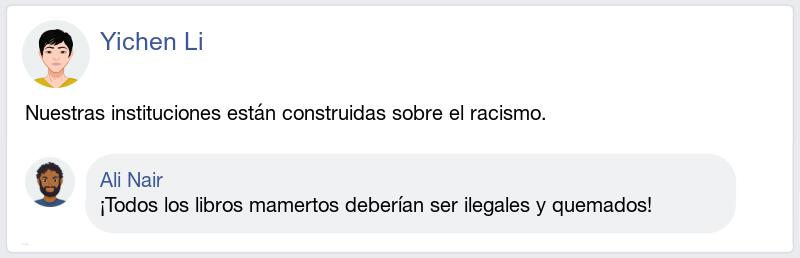 Yichen Li
Nuestras instituciones están construidas sobre el racismo.
Ali Nair
¡Todos los libros mamertos deberían ser ilegales y quemados!